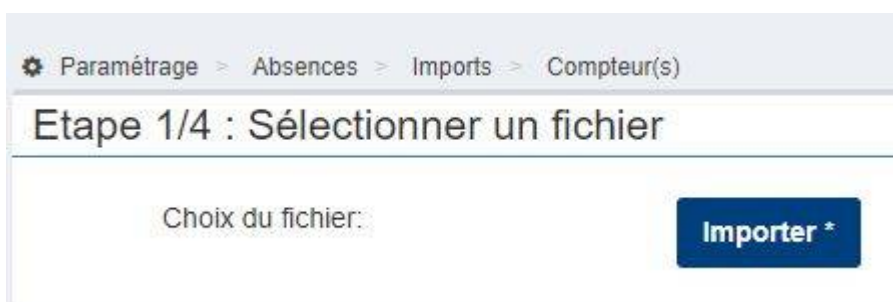 Paramétrage > Absences > Imports > Compteur(s)
Etape 1/4 : Sélectionner un fichier
Choix du fichier:
Importer *